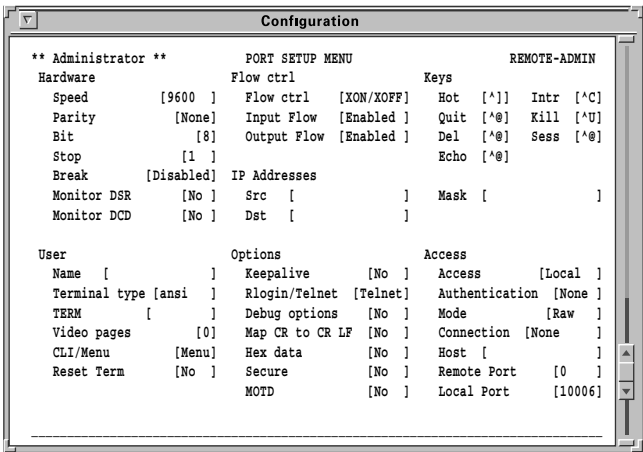 Configuration
** Administrator ** PORT SETUP MENU REMOTE-ADMIN
Hardware Flow ctrl Keys
Speed [9600 ] Flow ctrl [XON/XOFF] Hot [^]] Intr [^C]
Parity [None] Input Flow [Enabled ] Quit [^@] Kill [^U]
Bit [8] Output Flow [Enabled ] Del [^@] Sess [^@]
Stop [1 ] Echo [^@]
Break [Disabled] IP Addresses
Monitor DSR [No ] Src [ ] Mask [ ]
Monitor DCD [No ] Dst [ ]
User Options Access
Name [ ] Keepalive [No ] Access [Local ]
Terminal type [ansi ] Rlogin/Telnet [Telnet] Authentication [None ]
TERM [ ] Debug options [No ] Mode [Raw ]
Video pages [0] Map CR to CR LF [No ] Connection [None ]
CLI/Menu [Menu] Hex data [No ] Host [ ]
Reset Term [No ] Secure [No ] Remote Port [0 ]
MOTD [No ] Local Port [10006]